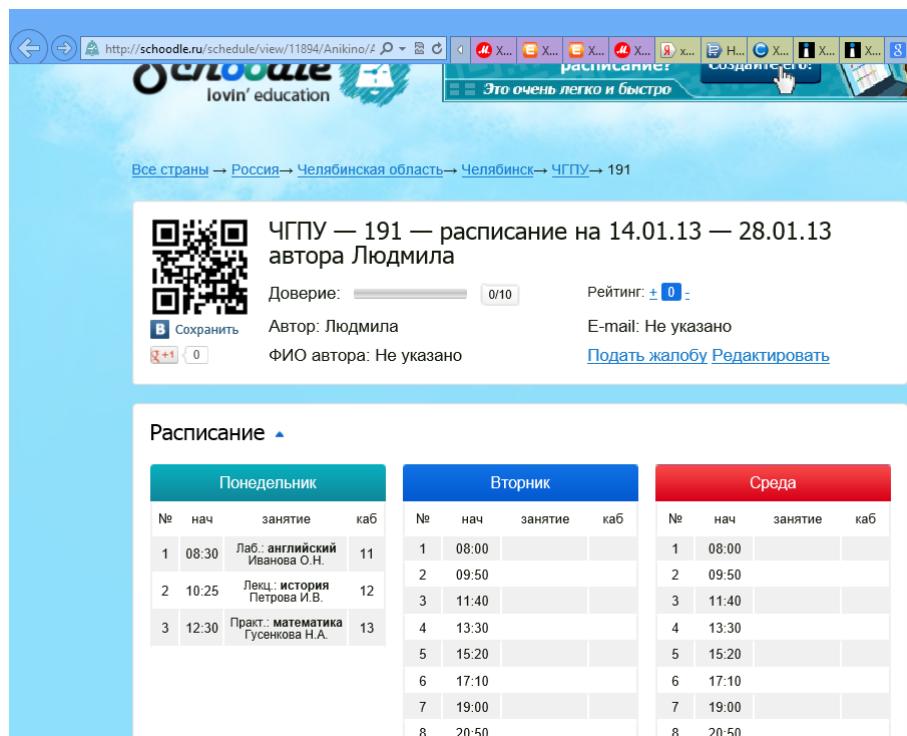 http://schoodle.ru/schedule/view/11894/Anikino/
X... X... X... X... x... H... X... X... X...
Schoodle
lovin' education
расписание?
Создайте его!
Это очень легко и быстро
Все страны → Россия→ Челябинская область→ Челябинск→ ЧГПУ→ 191
ЧГПУ — 191 — расписание на 14.01.13 — 28.01.13
автора Людмила
Доверие: 0/10 Рейтинг: + 0 -
В Сохранить
Автор: Людмила E-mail: Не указано
g+1 0
ФИО автора: Не указано Подать жалобу Редактировать
Расписание
Понедельник
№ нач занятие каб
1 08:30 Лаб.: английский 11
Иванова О.Н.
2 10:25 Лекц.: история 12
Петрова И.В.
3 12:30 Практ.: математика 13
Гусенкова Н.А.
Вторник
№ нач занятие каб
1 08:00
2 09:50
3 11:40
4 13:30
5 15:20
6 17:10
7 19:00
8 20:50
Среда
№ нач занятие каб
1 08:00
2 09:50
3 11:40
4 13:30
5 15:20
6 17:10
7 19:00
8 20:50